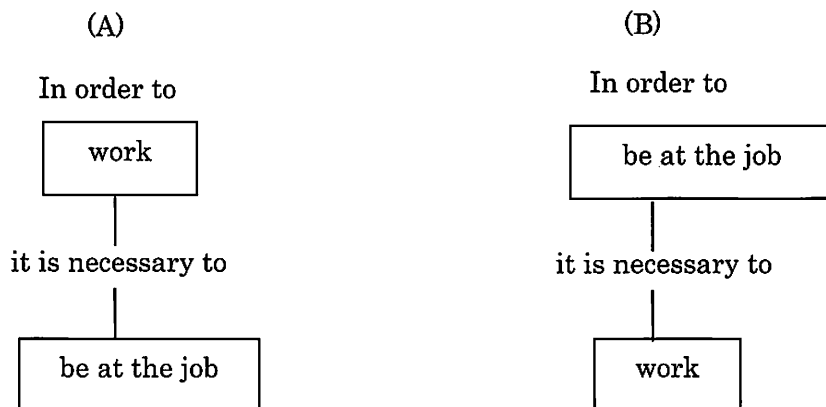 (A)
In order to
work
it is necessary to
be at the job
(B)
In order to
be at the job
it is necessary to
work